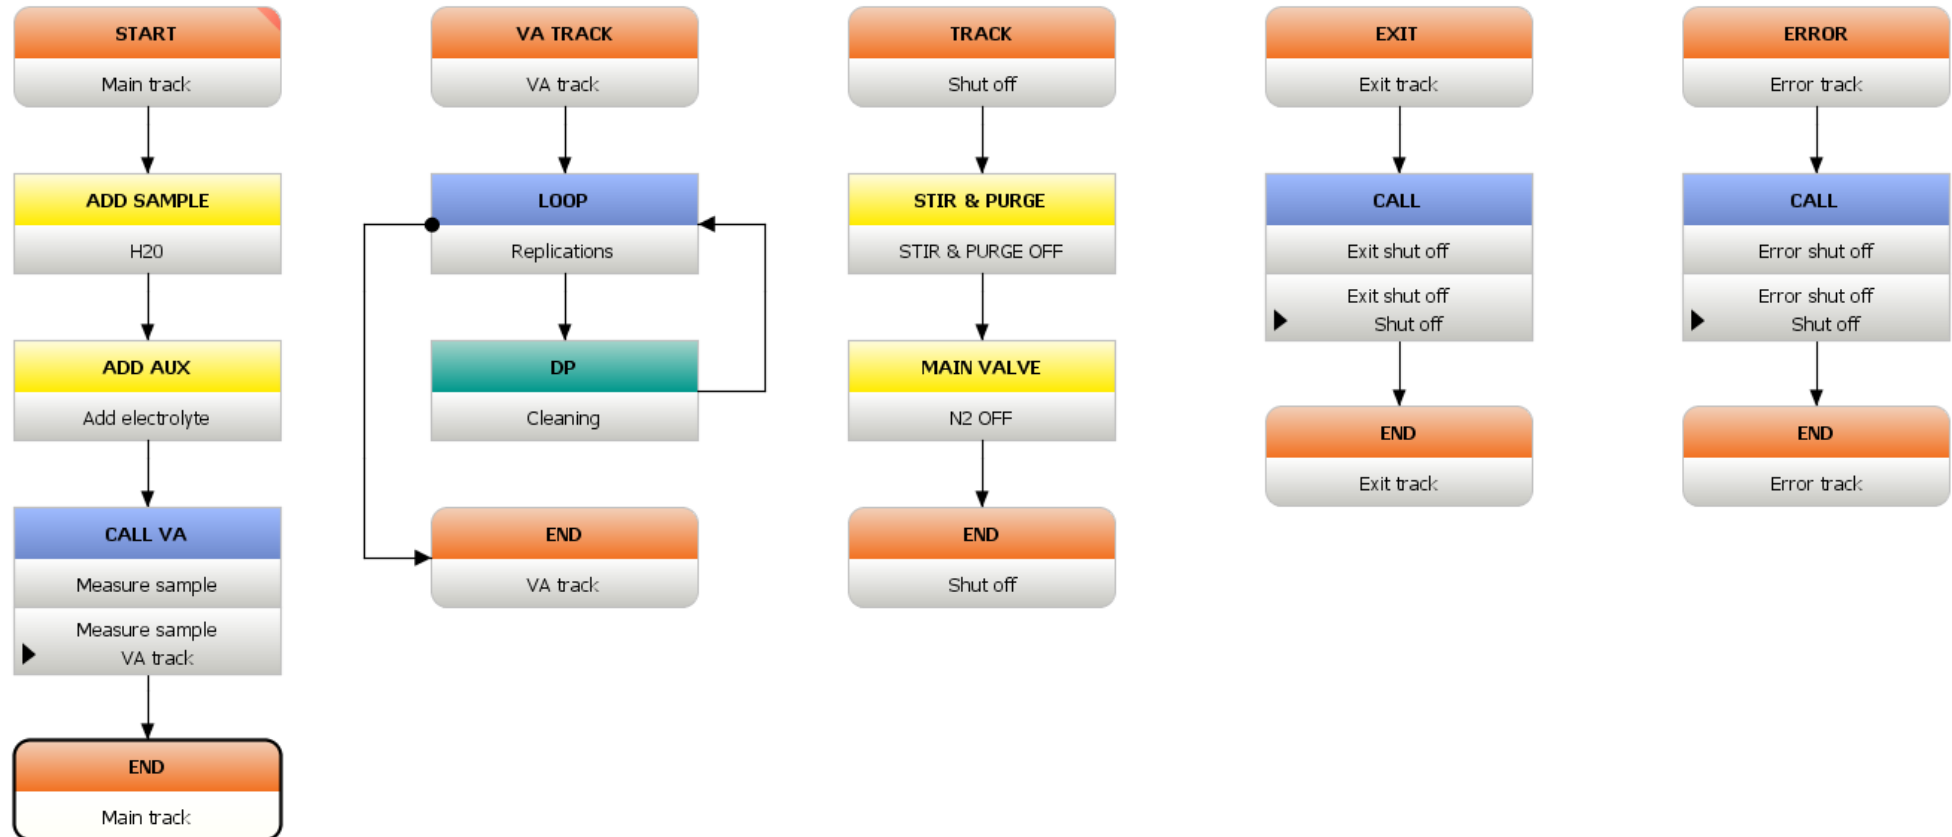 START
Main track
ADD SAMPLE
H20
ADD AUX
Add electrolyte
CALL VA
Measure sample
Measure sample
VA track
END
Main track
VA TRACK
VA track
LOOP
Replications
DP
Cleaning
END
VA track
TRACK
Shut off
STIR & PURGE
STIR & PURGE OFF
MAIN VALVE
N2 OFF
END
Shut off
EXIT
Exit track
CALL
Exit shut off
Exit shut off
Shut off
END
Exit track
ERROR
Error track
CALL
Error shut off
Error shut off
Shut off
END
Error track